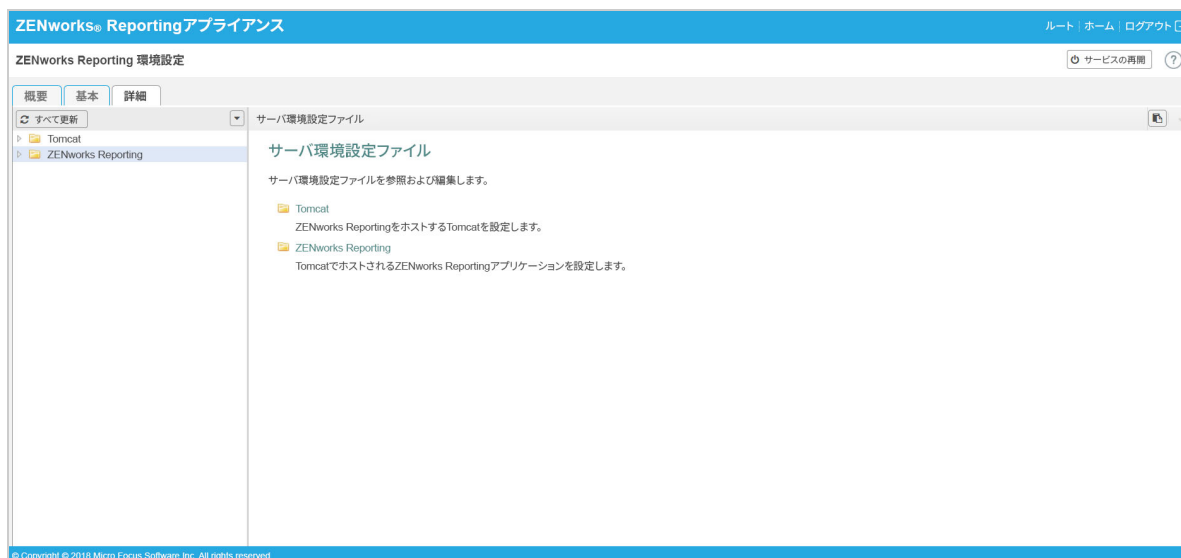 ZENworks® Reportingアプライアンス
ルート | ホーム | ログアウト
ZENworks Reporting 環境設定
サービスの再開
?
概要 基本 詳細
すべて更新
サーバ環境設定ファイル
Tomcat
ZENworks Reporting
サーバ環境設定ファイル
サーバ環境設定ファイルを参照および編集します。
Tomcat
ZENworks ReportingをホストするTomcatを設定します。
ZENworks Reporting
TomcatでホストされるZENworks Reportingアプリケーションを設定します。
© Copyright © 2018 Micro Focus Software Inc. All rights reserved